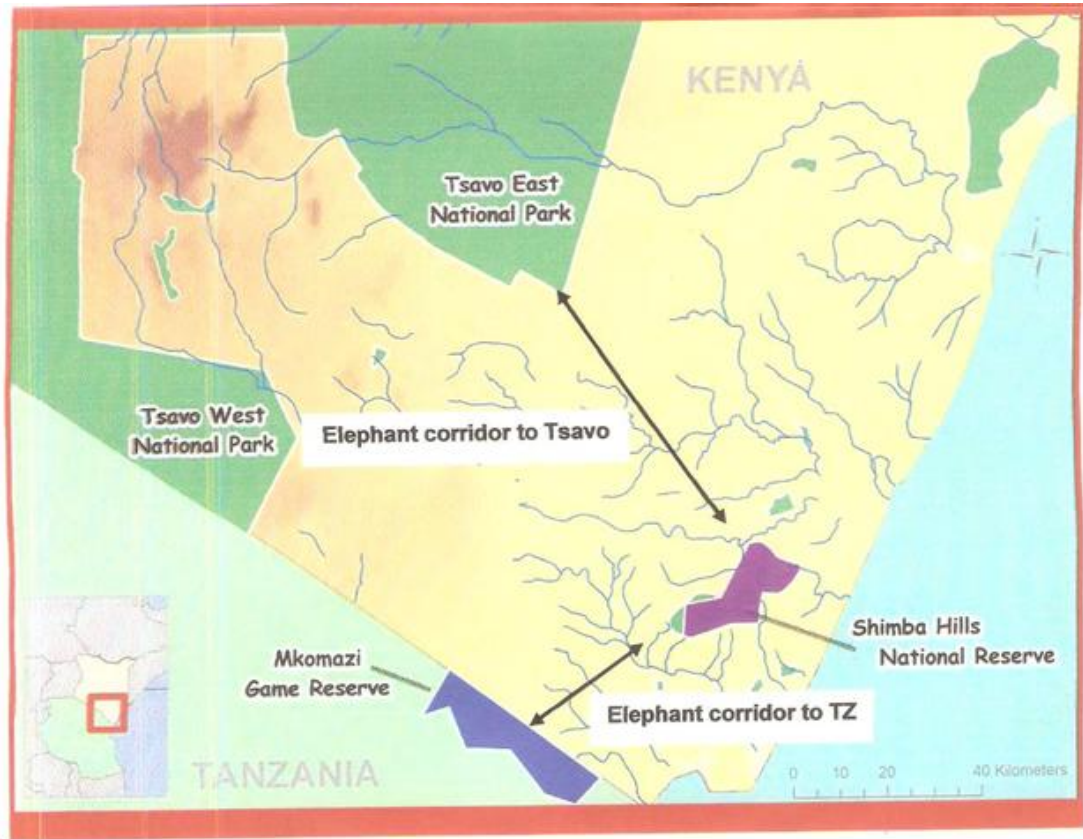 KENYA
Tsavo East
National Park
Tsavo West
National Park
Elephant corridor to Tsavo
Shimba Hills
National Reserve
Mkomazi
Game Reserve
Elephant corridor to TZ
TANZANIA
0 10 20 40 Kilometers